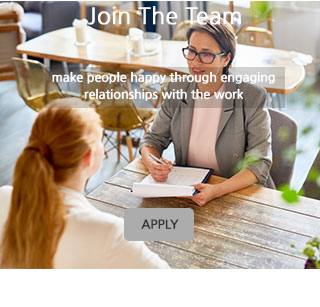 Join The Team
make people happy through engaging
relationships with the work
APPLY